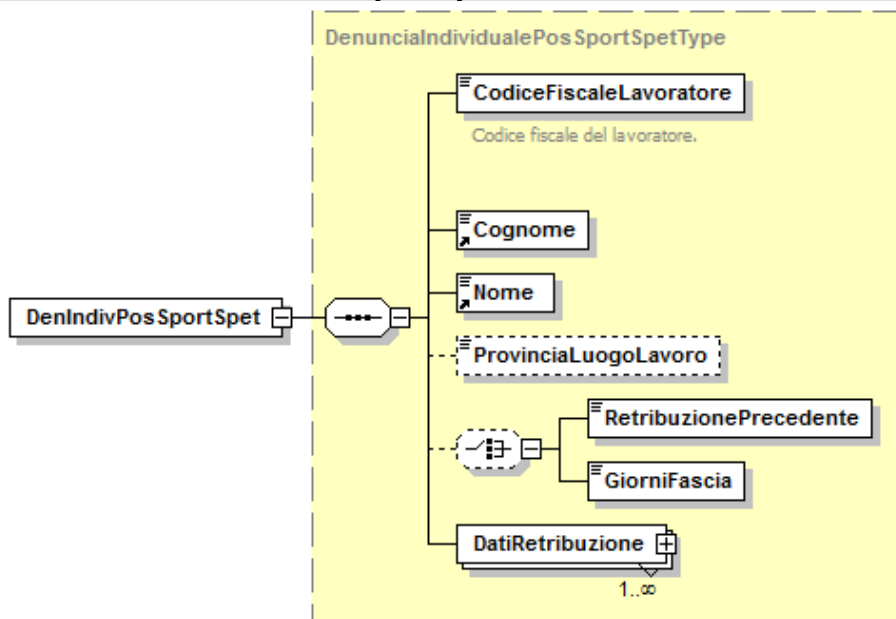 DenunciaIndividualePosSportSpetType
CodiceFiscaleLavoratore
Codice fiscale del lavoratore.
Cognome
Nome
DenIndivPosSportSpet
ProvinciaLuogoLavoro
RetribuzionePrecedente
GiorniFascia
DatiRetribuzione
1..∞